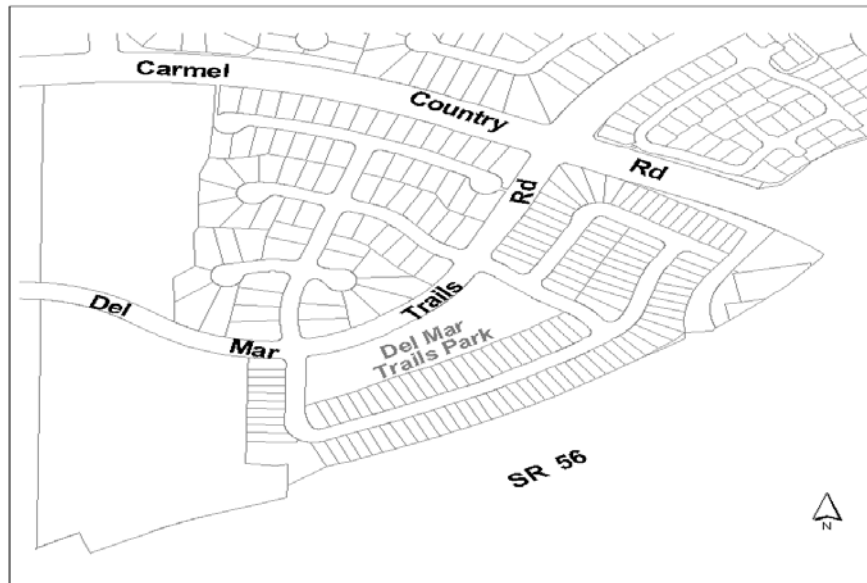 Carmel
Country
Rd
Rd
Trails
Del
Mar
Del Mar
Trails Park
SR 56
N